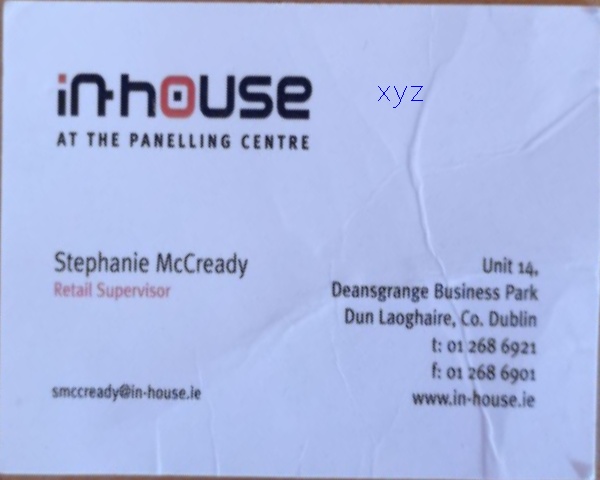 in-house
xyz
AT THE PANELLING CENTRE
Stephanie McCready
Retail Supervisor
smccready@in-house.ie
Unit 14,
Deansgrange Business Park
Dun Laoghaire, Co. Dublin
t: 01 268 6921
f: 01 268 6901
www.in-house.ie